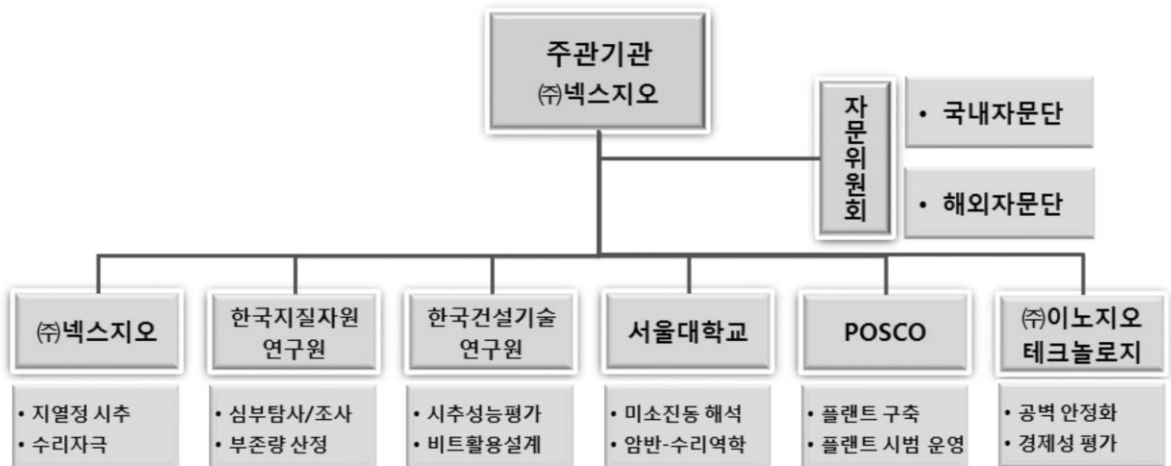 주관기관
㈜넥스지오
자문위원회
• 국내자문단
• 해외자문단
㈜넥스지오
• 지열정 시추
• 수리자극
한국지질자원
연구원
• 심부탐사/조사
• 부존량 산정
한국건설기술
연구원
• 시추성능평가
• 비트활용설계
서울대학교
• 미소진동 해석
• 암반-수리역학
POSCO
• 플랜트 구축
• 플랜트 시범 운영
㈜이노지오
테크놀로지
• 공벽 안정화
• 경제성 평가